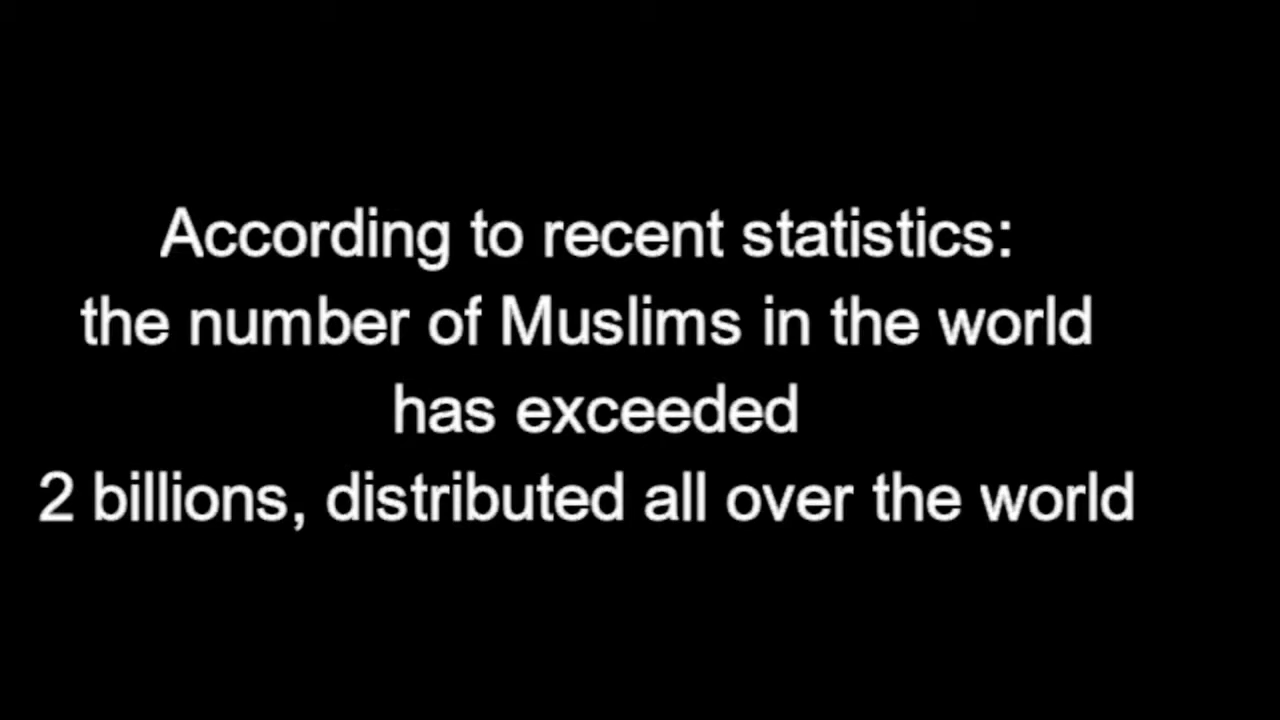 According to recent statistics:
the number of Muslims in the world
has exceeded
2 billions, distributed all over the world